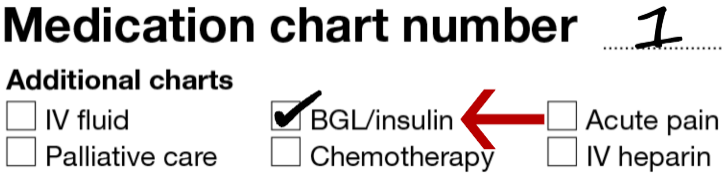 Medication chart number 1
Additional charts
IV fluid BGL/insulin Acute pain
Palliative care Chemotherapy IV heparin